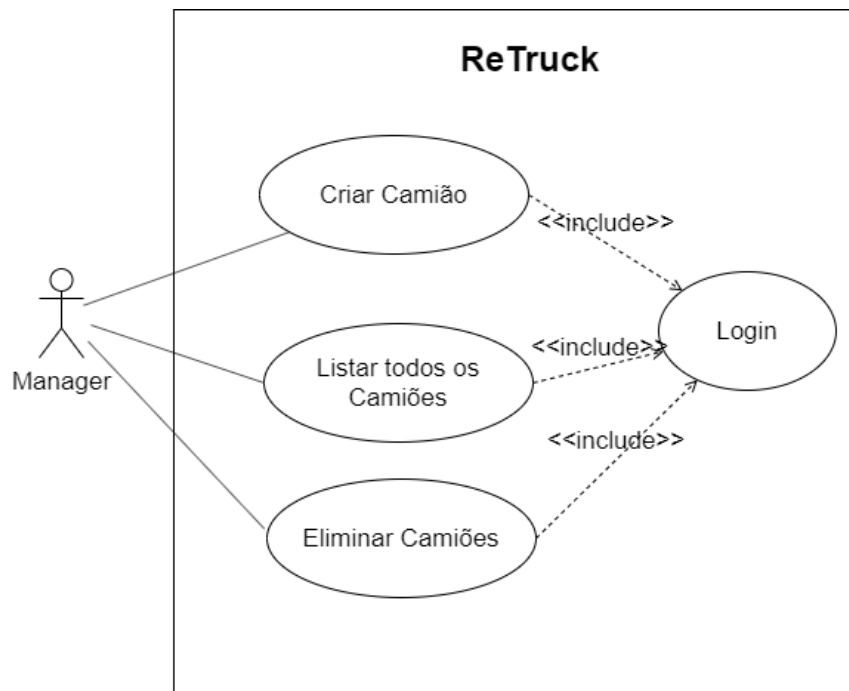 ReTruck
Criar Camião
<<include>>
Login
Manager
Listar todos os
Camiões
<<include>>
<<include>>
Eliminar Camiões